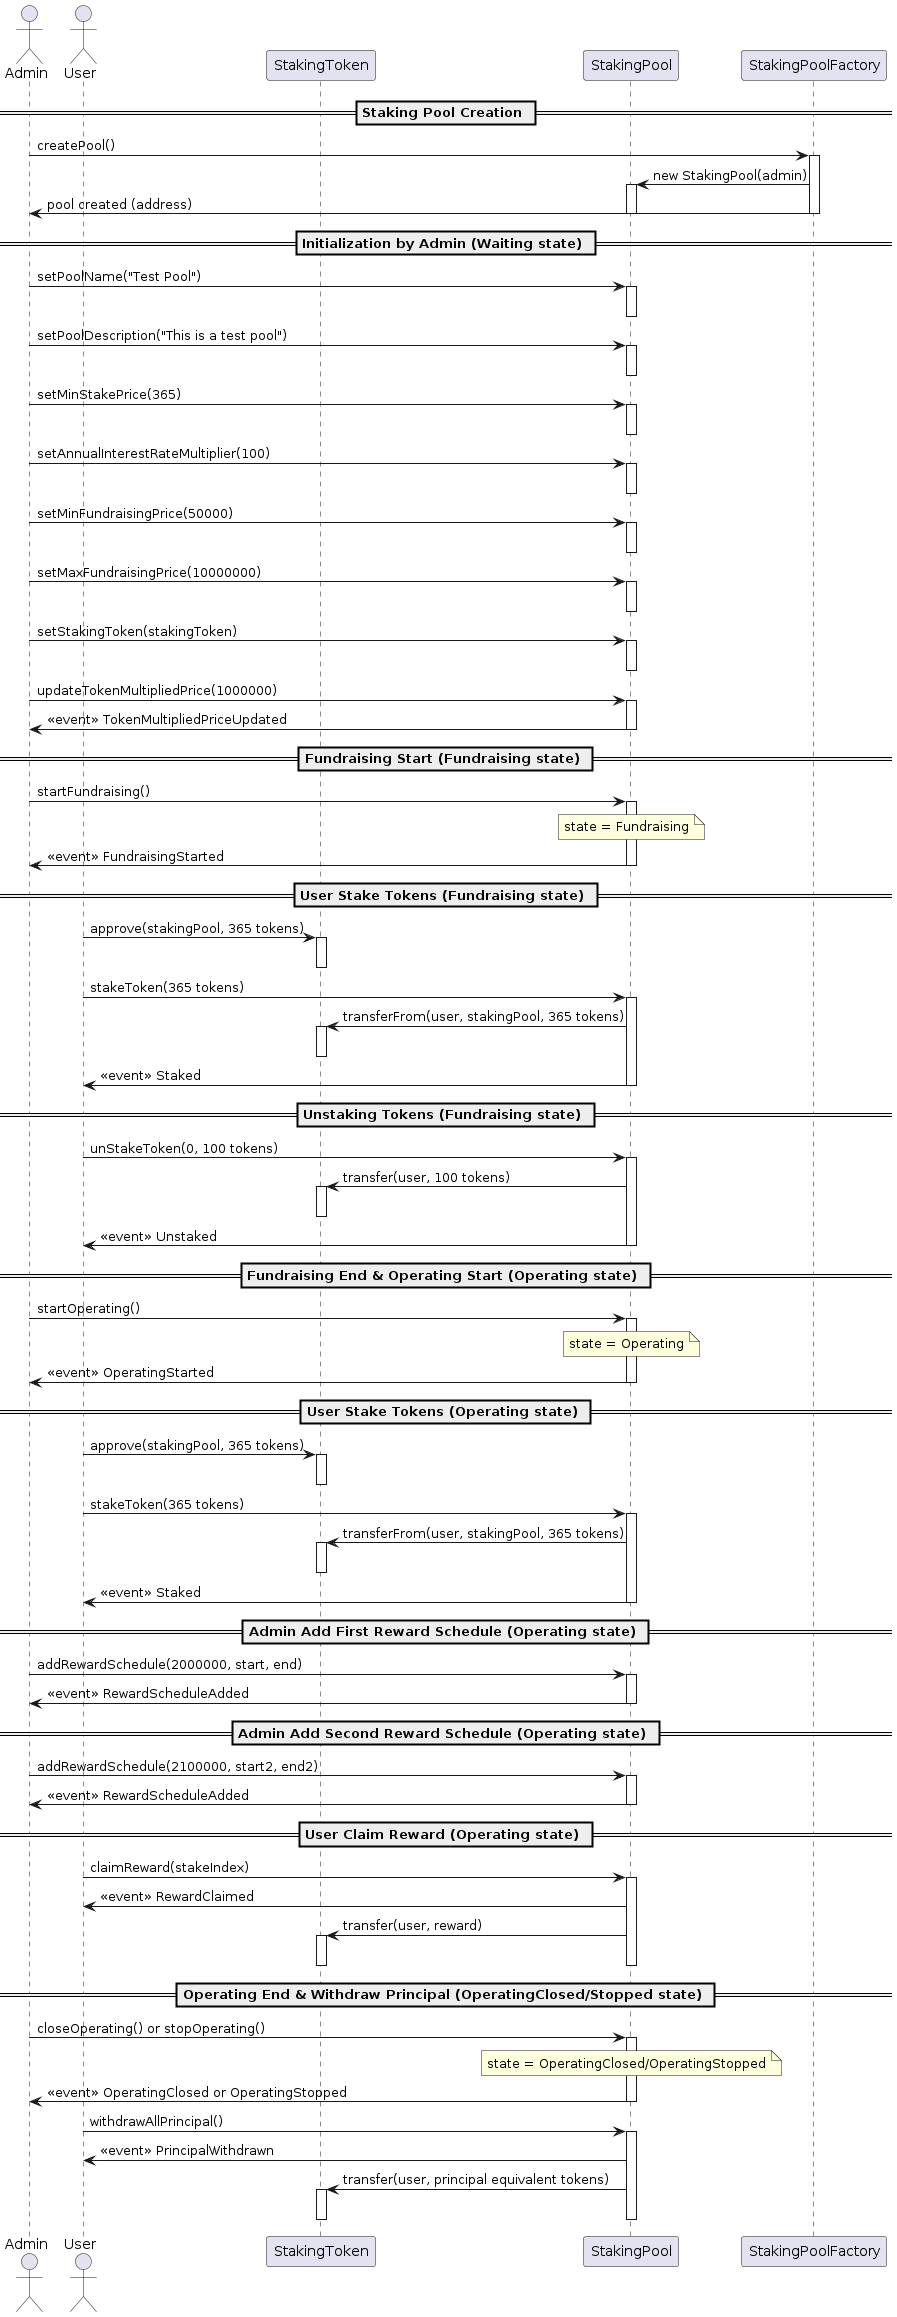 Admin
User
StakingToken
StakingPool
StakingPoolFactory
Staking Pool Creation
createPool()
new StakingPool(admin)
pool created (address)
Initialization by Admin (Waiting state)
setPoolName("Test Pool")
setPoolDescription("This is a test pool")
setMinStakePrice(365)
setAnnualInterestRateMultiplier(100)
setMinFundraisingPrice(50000)
setMaxFundraisingPrice(10000000)
setStakingToken(stakingToken)
updateTokenMultipliedPrice(1000000)
«event» TokenMultipliedPriceUpdated
Fundraising Start (Fundraising state)
startFundraising()
state = Fundraising
«event» FundraisingStarted
User Stake Tokens (Fundraising state)
approve(stakingPool, 365 tokens)
stakeToken(365 tokens)
transferFrom(user, stakingPool, 365 tokens)
«event» Staked
Unstaking Tokens (Fundraising state)
unStakeToken(0, 100 tokens)
transfer(user, 100 tokens)
«event» Unstaked
Fundraising End & Operating Start (Operating state)
startOperating()
state = Operating
«event» OperatingStarted
User Stake Tokens (Operating state)
approve(stakingPool, 365 tokens)
stakeToken(365 tokens)
transferFrom(user, stakingPool, 365 tokens)
«event» Staked
Admin Add First Reward Schedule (Operating state)
addRewardSchedule(2000000, start, end)
«event» RewardScheduleAdded
Admin Add Second Reward Schedule (Operating state)
addRewardSchedule(2100000, start2, end2)
«event» RewardScheduleAdded
User Claim Reward (Operating state)
claimReward(stakeIndex)
«event» RewardClaimed
transfer(user, reward)
Operating End & Withdraw Principal (OperatingClosed/Stopped state)
closeOperating() or stopOperating()
state = OperatingClosed/OperatingStopped
«event» OperatingClosed or OperatingStopped
withdrawAllPrincipal()
«event» PrincipalWithdrawn
transfer(user, principal equivalent tokens)
Admin
User
StakingToken
StakingPool
StakingPoolFactory